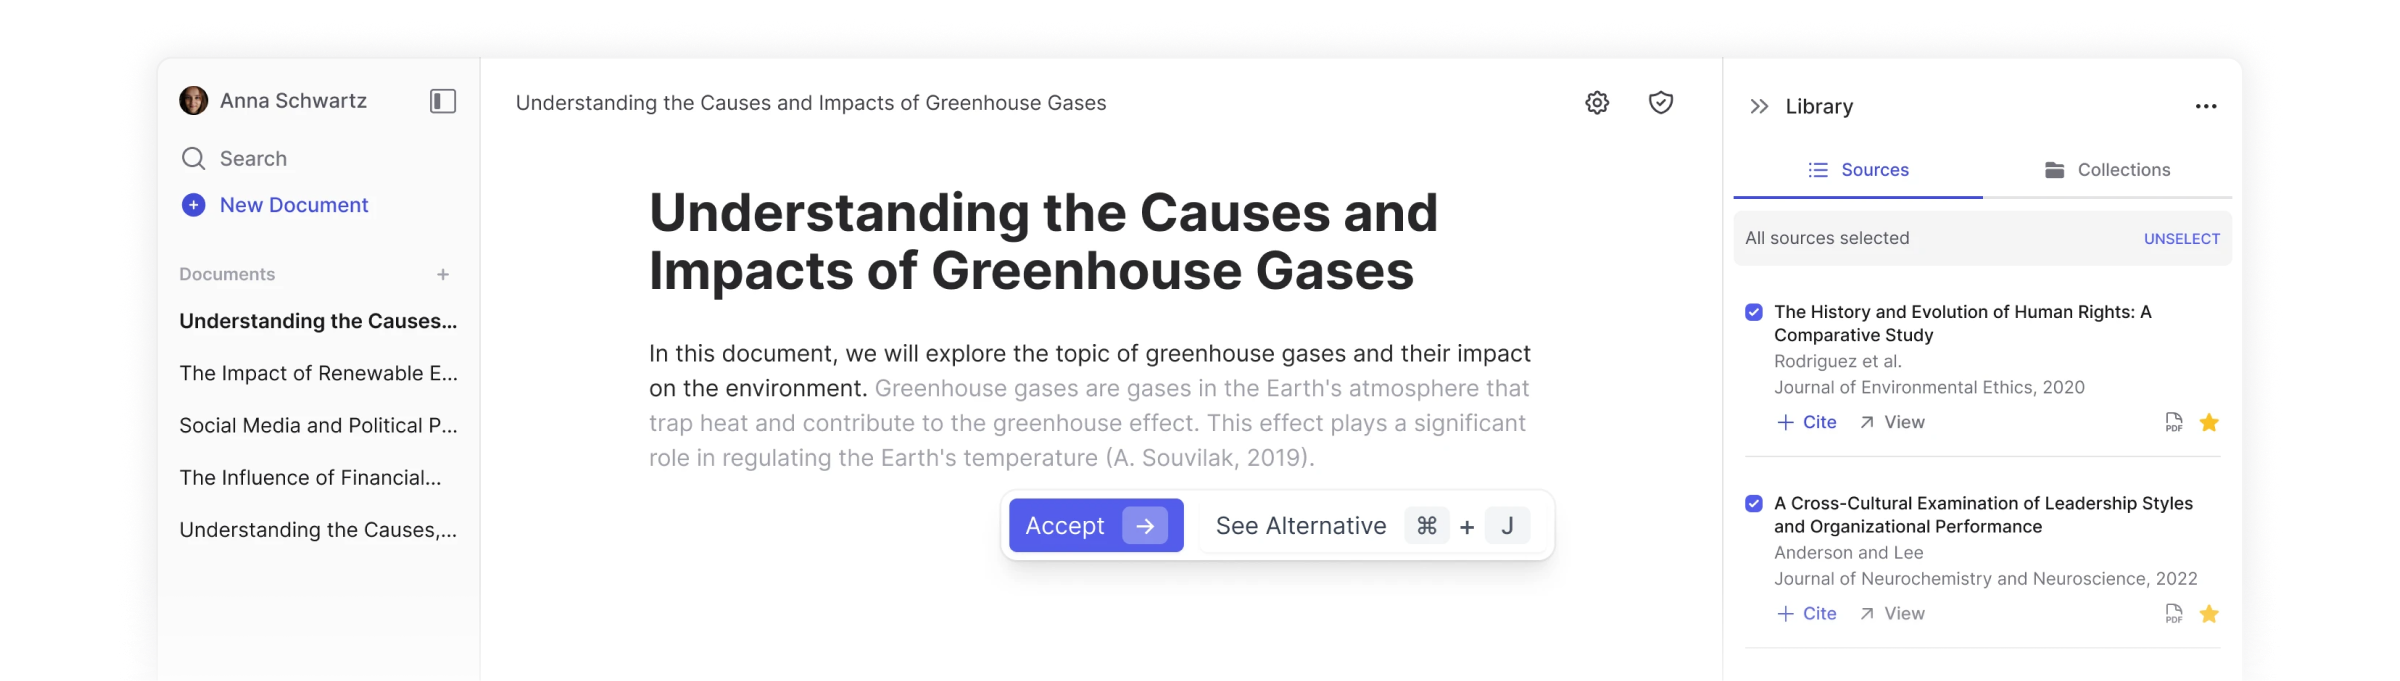 Anna Schwartz
Search
New Document
Documents +
Understanding the Causes...
The Impact of Renewable E...
Social Media and Political P...
The Influence of Financial...
Understanding the Causes,...
Understanding the Causes and Impacts of Greenhouse Gases
Understanding the Causes and
Impacts of Greenhouse Gases
In this document, we will explore the topic of greenhouse gases and their impact
on the environment. Greenhouse gases are gases in the Earth's atmosphere that
trap heat and contribute to the greenhouse effect. This effect plays a significant
role in regulating the Earth's temperature (A. Souvilak, 2019).
Accept → See Alternative ⌘ + J
Library
Sources Collections
All sources selected UNSELECT
The History and Evolution of Human Rights: A
Comparative Study
Rodriguez et al.
Journal of Environmental Ethics, 2020
+ Cite View PDF
A Cross-Cultural Examination of Leadership Styles
and Organizational Performance
Anderson and Lee
Journal of Neurochemistry and Neuroscience, 2022
+ Cite View PDF